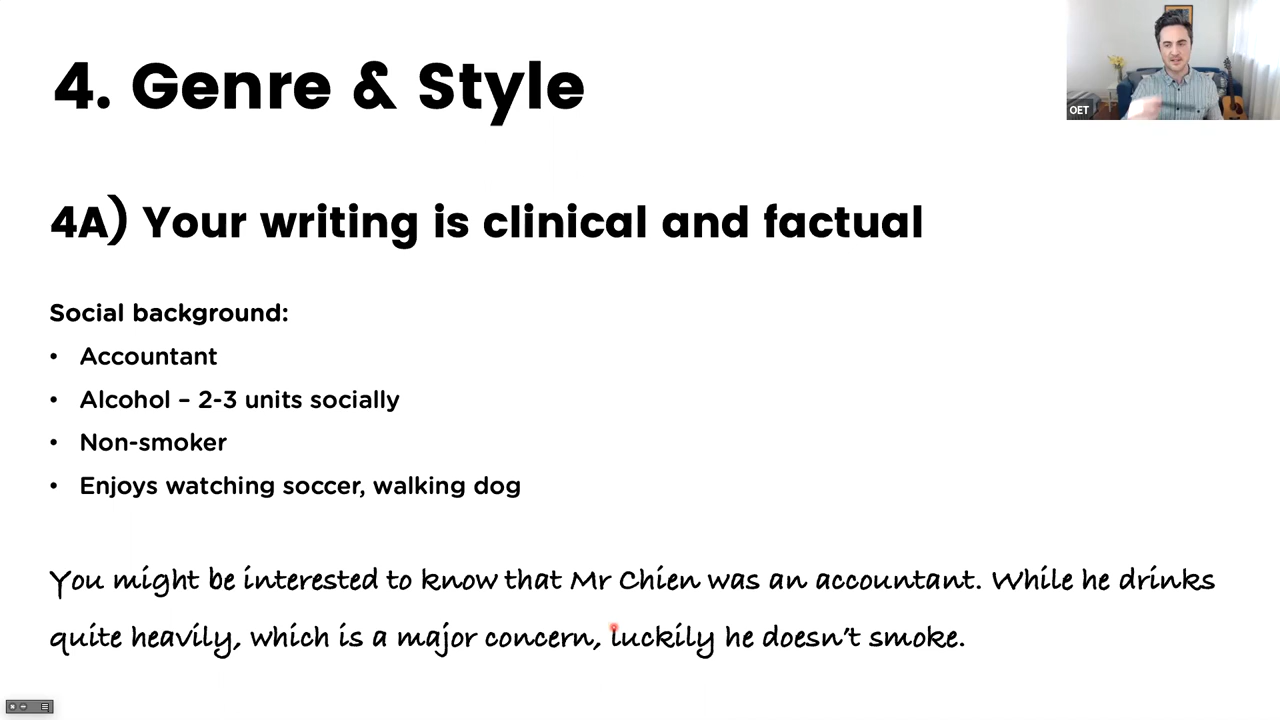 4. Genre & Style
OET
4A) Your writing is clinical and factual
Social background:
• Accountant
• Alcohol – 2-3 units socially
• Non-smoker
• Enjoys watching soccer, walking dog
You might be interested to know that Mr Chien was an accountant. While he drinks
quite heavily, which is a major concern, luckily he doesn't smoke.